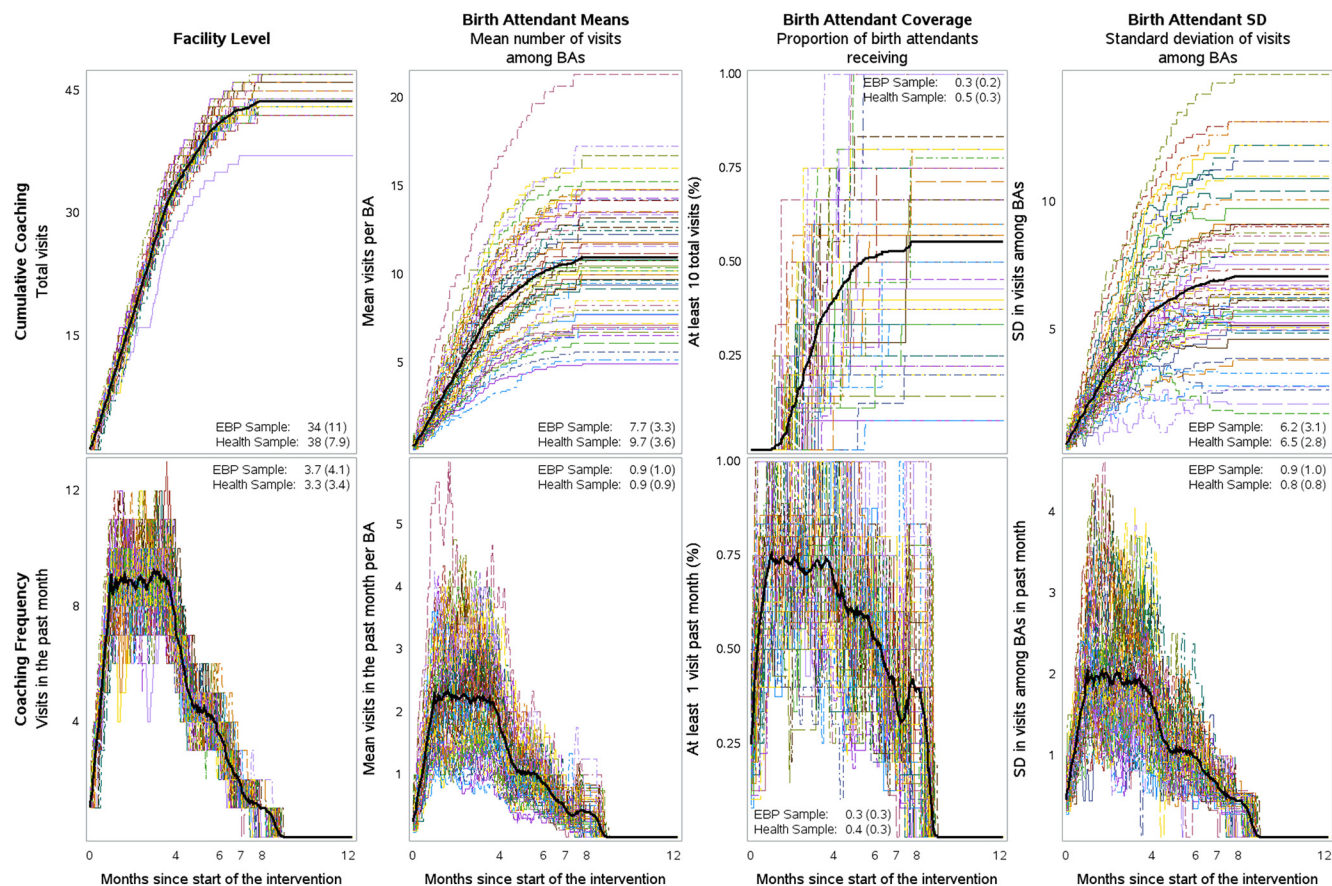 Facility Level
Birth Attendant Means
Mean number of visits
among BAs
Birth Attendant Coverage
Proportion of birth attendants
receiving
Birth Attendant SD
Standard deviation of visits
among BAs
Cumulative Coaching
Total visits
45
30
15
EBP Sample: 34 (11)
Health Sample: 38 (7.9)
Mean visits per BA
20
15
10
5
EBP Sample: 7.7 (3.3)
Health Sample: 9.7 (3.6)
At least 10 total visits (%)
1.00
0.75
0.50
0.25
EBP Sample: 0.3 (0.2)
Health Sample: 0.5 (0.3)
SD in visits among BAs
10
5
EBP Sample: 6.2 (3.1)
Health Sample: 6.5 (2.8)
Coaching Frequency
Visits in the past month
12
8
4
EBP Sample: 3.7 (4.1)
Health Sample: 3.3 (3.4)
0 4 6 7 8 12
Months since start of the intervention
Mean visits in the past month per BA
5
4
3
2
1
EBP Sample: 0.9 (1.0)
Health Sample: 0.9 (0.9)
0 4 6 7 8 12
Months since start of the intervention
At least 1 visit past month (%)
1.00
0.75
0.50
0.25
EBP Sample: 0.3 (0.3)
Health Sample: 0.4 (0.3)
0 4 6 7 8 12
Months since start of the intervention
SD in visits among BAs in past month
4
3
2
1
EBP Sample: 0.9 (1.0)
Health Sample: 0.8 (0.8)
0 4 6 7 8 12
Months since start of the intervention